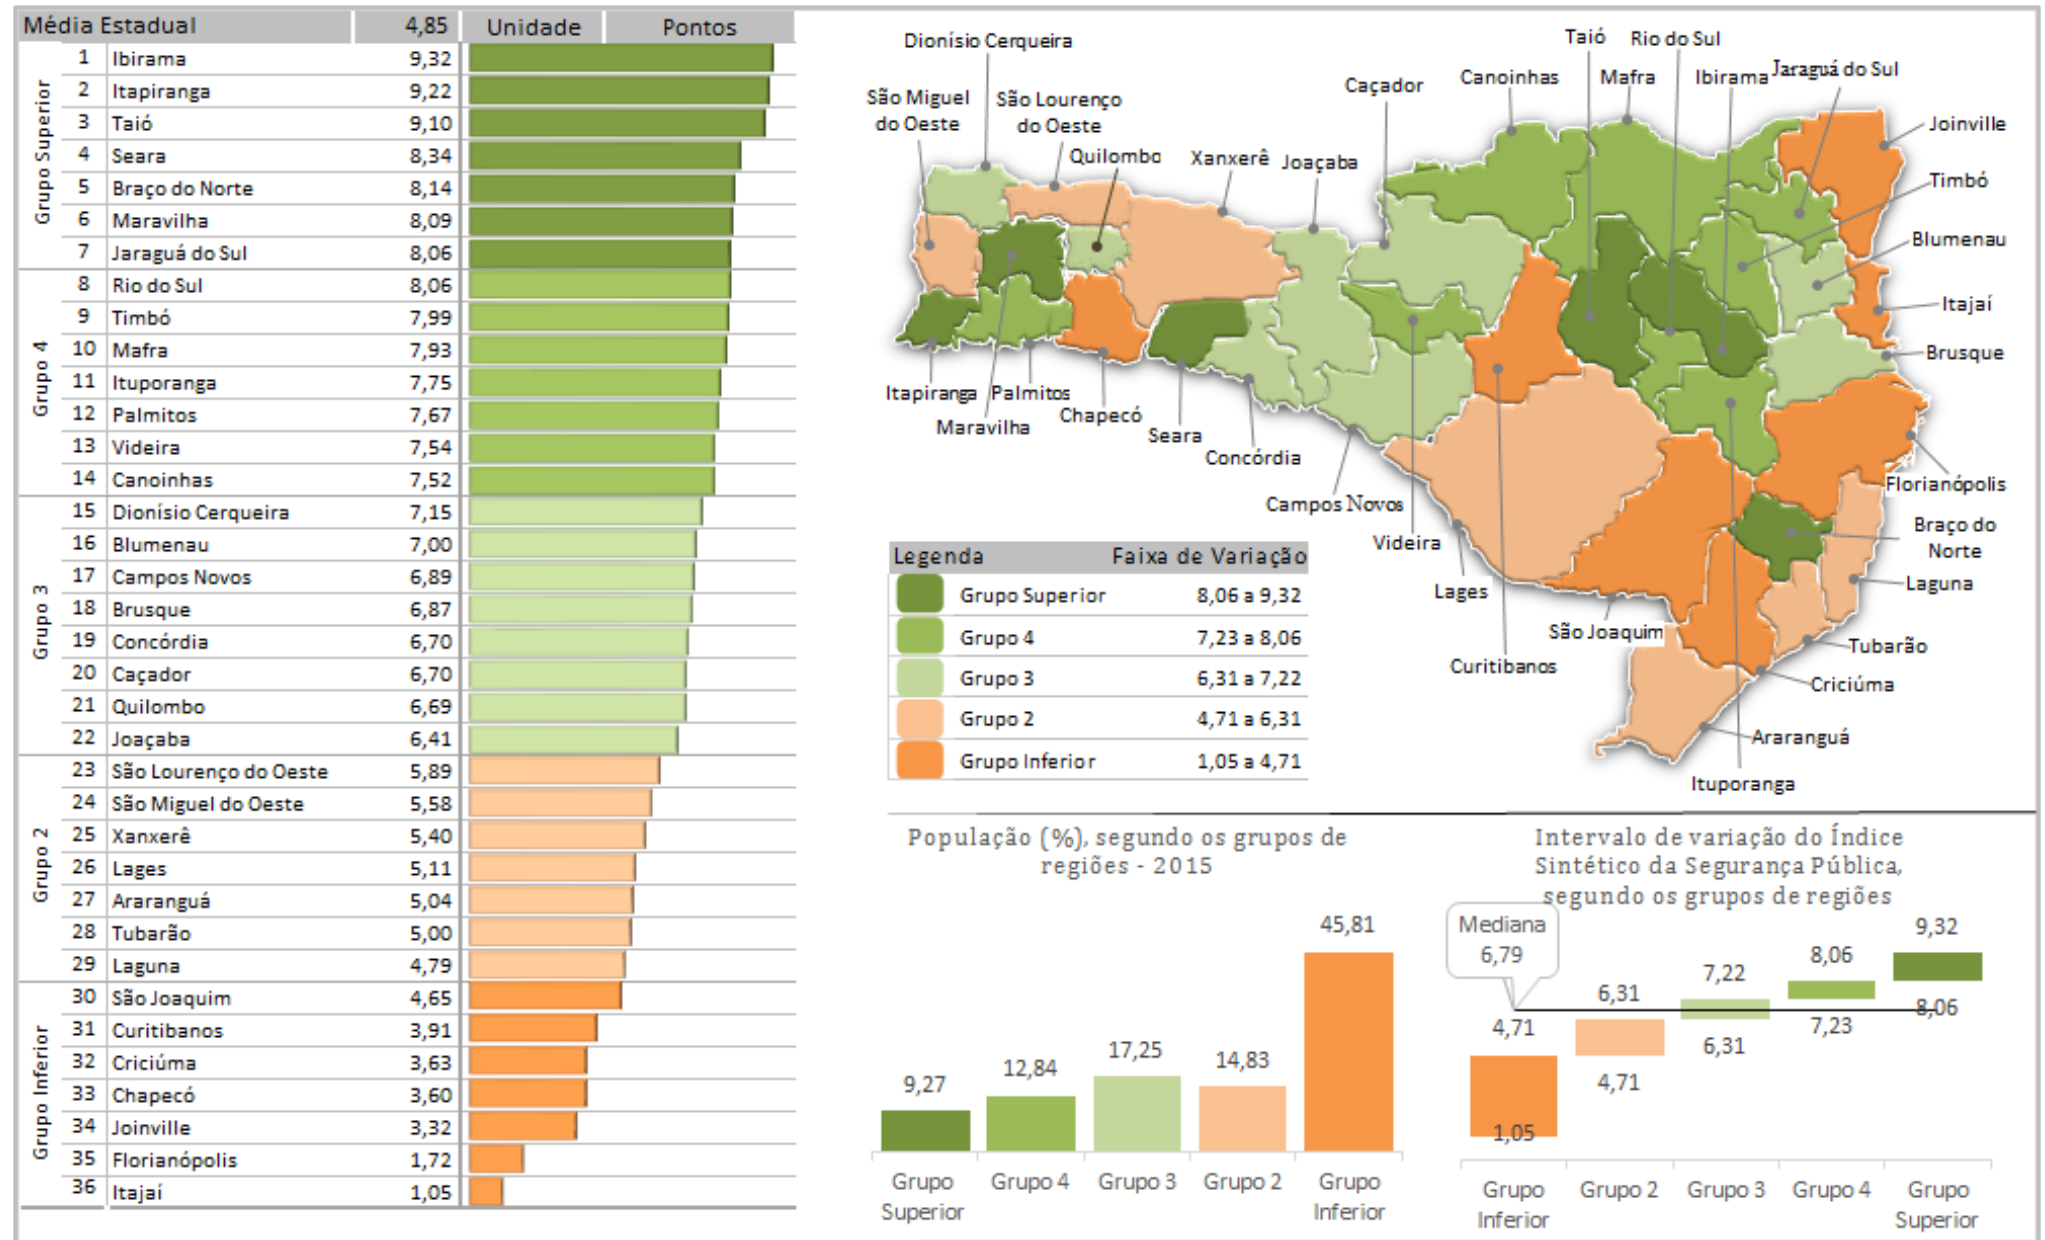 Média Estadual 4,85 Unidade Pontos
Grupo Superior
1 Ibirama 9,32
2 Itapiranga 9,22
3 Taió 9,10
4 Seara 8,34
5 Braço do Norte 8,14
6 Maravilha 8,09
7 Jaraguá do Sul 8,06
Grupo 4
8 Rio do Sul 8,06
9 Timbó 7,99
10 Mafra 7,93
11 Ituporanga 7,75
12 Palmitos 7,67
13 Videira 7,54
14 Canoinhas 7,52
Grupo 3
15 Dionísio Cerqueira 7,15
16 Blumenau 7,00
17 Campos Novos 6,89
18 Brusque 6,87
19 Concórdia 6,70
20 Caçador 6,70
21 Quilombo 6,69
22 Joaçaba 6,41
Grupo 2
23 São Lourenço do Oeste 5,89
24 São Miguel do Oeste 5,58
25 Xanxerê 5,40
26 Lages 5,11
27 Araranguá 5,04
28 Tubarão 5,00
29 Laguna 4,79
Grupo Inferior
30 São Joaquim 4,65
31 Curitibanos 3,91
32 Criciúma 3,63
33 Chapecó 3,60
34 Joinville 3,32
35 Florianópolis 1,72
36 Itajaí 1,05
Dionísio Cerqueira
São Miguel
do Oeste
São Lourenço
do Oeste
Quilombo
Xanxerê
Joaçaba
Caçador
Canoinhas
Taió
Mafra
Rio do Sul
Ibirama
Jaraguá do Sul
Joinville
Timbó
Blumenau
Itajaí
Brusque
Florianópolis
Braço do
Norte
Laguna
Tubarão
Criciúma
Araranguá
Ituporanga
São Joaquim
Curitibanos
Lages
Videira
Campos Novos
Concórdia
Seara
Chapecó
Palmitos
Maravilha
Itapiranga
Legenda Faixa de Variação
Grupo Superior 8,06 a 9,32
Grupo 4 7,23 a 8,06
Grupo 3 6,31 a 7,22
Grupo 2 4,71 a 6,31
Grupo Inferior 1,05 a 4,71
População (%), segundo os grupos de
regiões - 2015
9,27
12,84
17,25
14,83
45,81
Grupo
Superior
Grupo 4
Grupo 3
Grupo 2
Grupo
Inferior
Intervalo de variação do Índice
Sintético da Segurança Pública,
segundo os grupos de regiões
Mediana
6,79
4,71
1,05
6,31
4,71
7,22
6,31
8,06
7,23
9,32
8,06
Grupo
Inferior
Grupo 2
Grupo 3
Grupo 4
Grupo
Superior